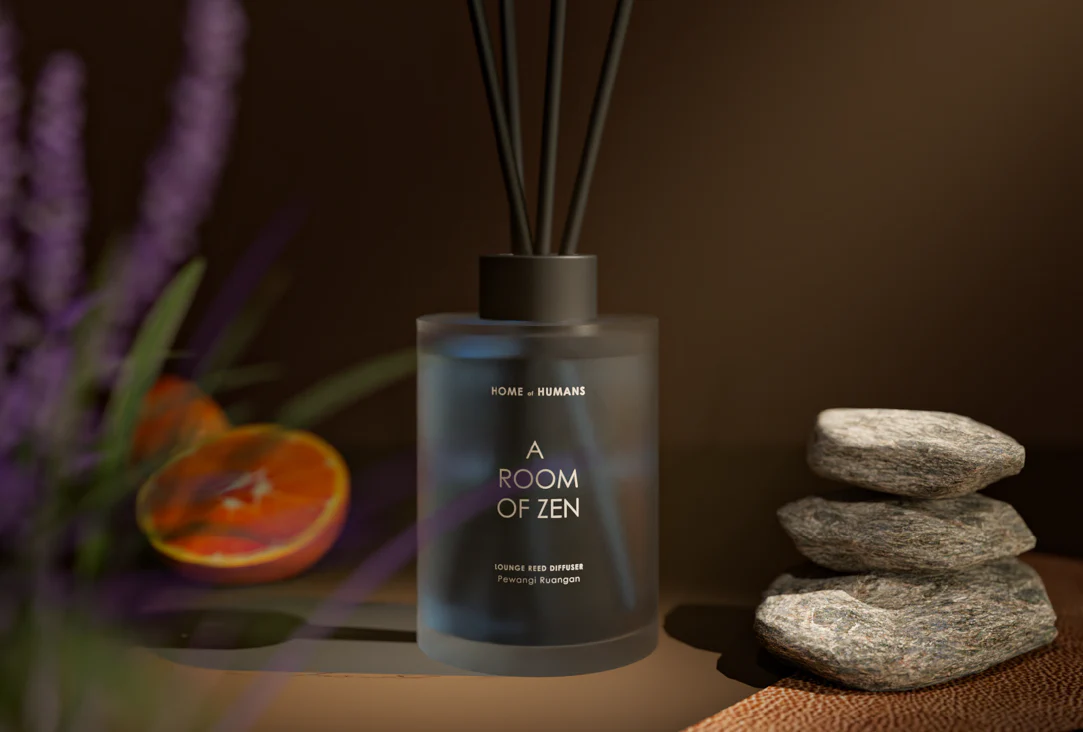 HOME of HUMANS
A
ROOM
OF ZEN
LOUNGE REED DIFFUSER
Pewangi Ruangan